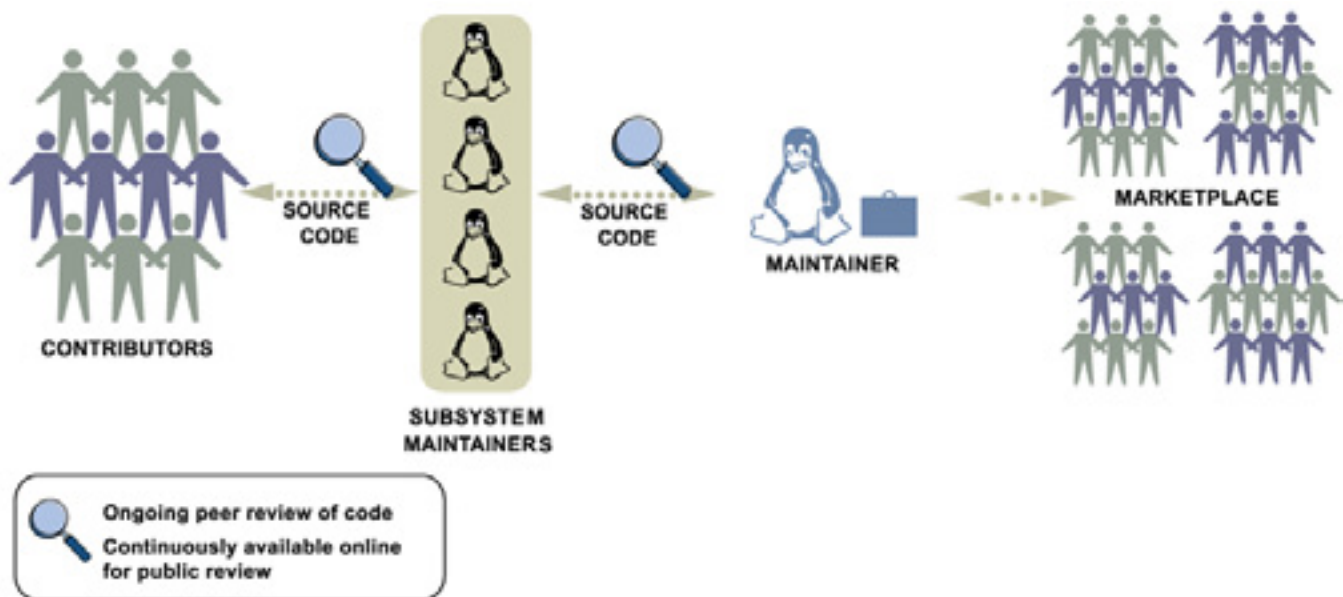 SOURCE
CODE
SOURCE
CODE
MAINTAINER
MARKETPLACE
CONTRIBUTORS
SUBSYSTEM
MAINTAINERS
Ongoing peer review of code
Continuously available online
for public review